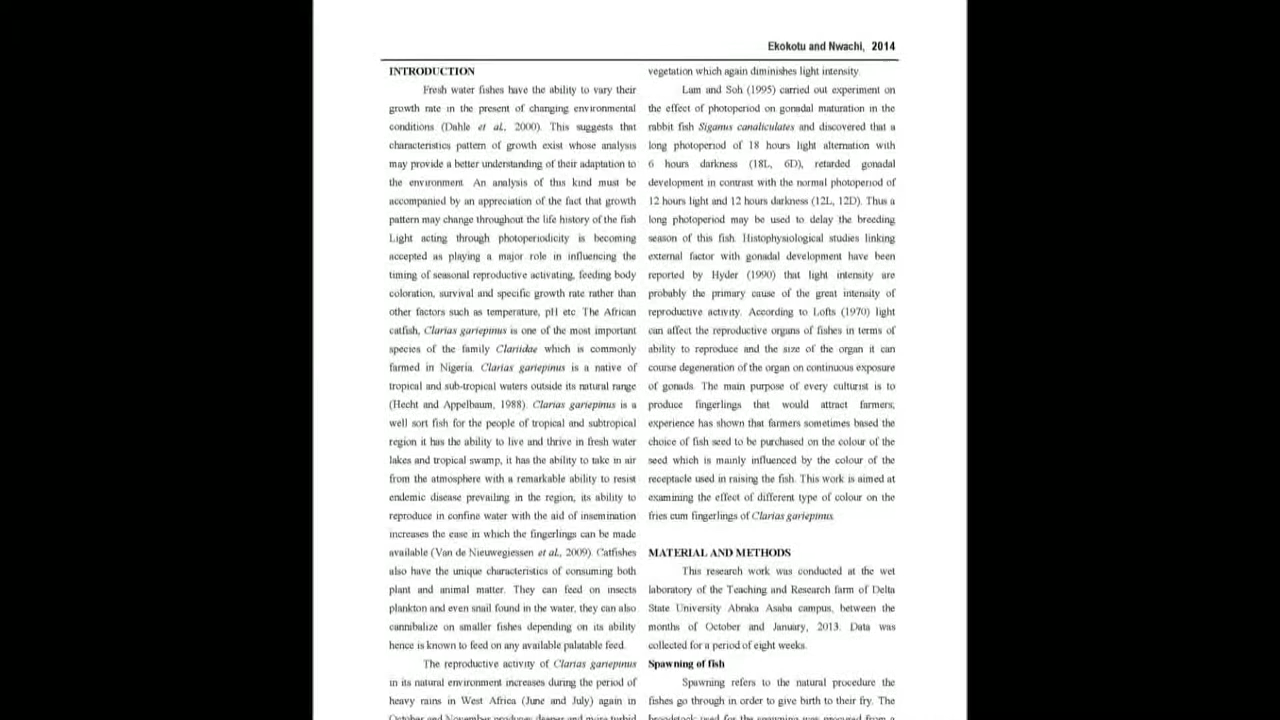 Ekokotu and Nwachi, 2014
INTRODUCTION
Fresh water fishes have the ability to vary their
growth rate in the present of changing environmental
conditions (Dahle et al., 2000). This suggests that
characteristics pattern of growth exist whose analysis
may provide a better understanding of their adaptation to
the environment. An analysis of this kind must be
accompanied by an appreciation of the fact that growth
pattern may change throughout the life history of the fish
Light acting through photoperiodicity is becoming
accepted as playing a major role in influencing the
timing of seasonal reproductive activating, feeding body
coloration, survival and specific growth rate rather than
other factors such as temperature, pH etc. The African
catfish, Clarias gariepinus is one of the most important
species of the family Clariidae which is commonly
farmed in Nigeria. Clarias gariepinus is a native of
tropical and sub-tropical waters outside its natural range
(Hecht and Appelbaum, 1988). Clarias gariepinus is a
well sort fish for the people of tropical and subtropical
region it has the ability to live and thrive in fresh water
lakes and tropical swamp, it has the ability to take in air
from the atmosphere with a remarkable ability to resist
endemic disease prevailing in the region, its ability to
reproduce in confine water with the aid of insemination
increases the ease in which the fingerlings can be made
available (Van de Nieuwegiessen et al., 2009). Catfishes
also have the unique characteristics of consuming both
plant and animal matter. They can feed on insects
plankton and even snail found in the water, they can also
cannibalize on smaller fishes depending on its ability
hence is known to feed on any available palatable feed.
The reproductive activity of Clarias gariepinus
in its natural environment increases during the period of
heavy rains in West Africa (June and July) again in
October and November produces deeper and more turbid
vegetation which again diminishes light intensity.
Lam and Soh (1995) carried out experiment on
the effect of photoperiod on gonadal maturation in the
rabbit fish Siganus canaliculates and discovered that a
long photoperiod of 18 hours light alternation with
6 hours darkness (18L, 6D), retarded gonadal
development in contrast with the normal photoperiod of
12 hours light and 12 hours darkness (12L, 12D). Thus a
long photoperiod may be used to delay the breeding
season of this fish. Histophysiological studies linking
external factor with gonadal development have been
reported by Hyder (1990) that light intensity are
probably the primary cause of the great intensity of
reproductive activity. According to Lofts (1970) light
can affect the reproductive organs of fishes in terms of
ability to reproduce and the size of the organ it can
course degeneration of the organ on continuous exposure
of gonads. The main purpose of every culturist is to
produce fingerlings that would attract farmers;
experience has shown that farmers sometimes based the
choice of fish seed to be purchased on the colour of the
seed which is mainly influenced by the colour of the
receptacle used in raising the fish. This work is aimed at
examining the effect of different type of colour on the
fries cum fingerlings of Clarias gariepinus.
MATERIAL AND METHODS
This research work was conducted at the wet
laboratory of the Teaching and Research farm of Delta
State University Abraka Asaba campus, between the
months of October and January, 2013. Data was
collected for a period of eight weeks.
Spawning of fish
Spawning refers to the natural procedure the
fishes go through in order to give birth to their fry. The
broodstock used for the spawning was procured from a